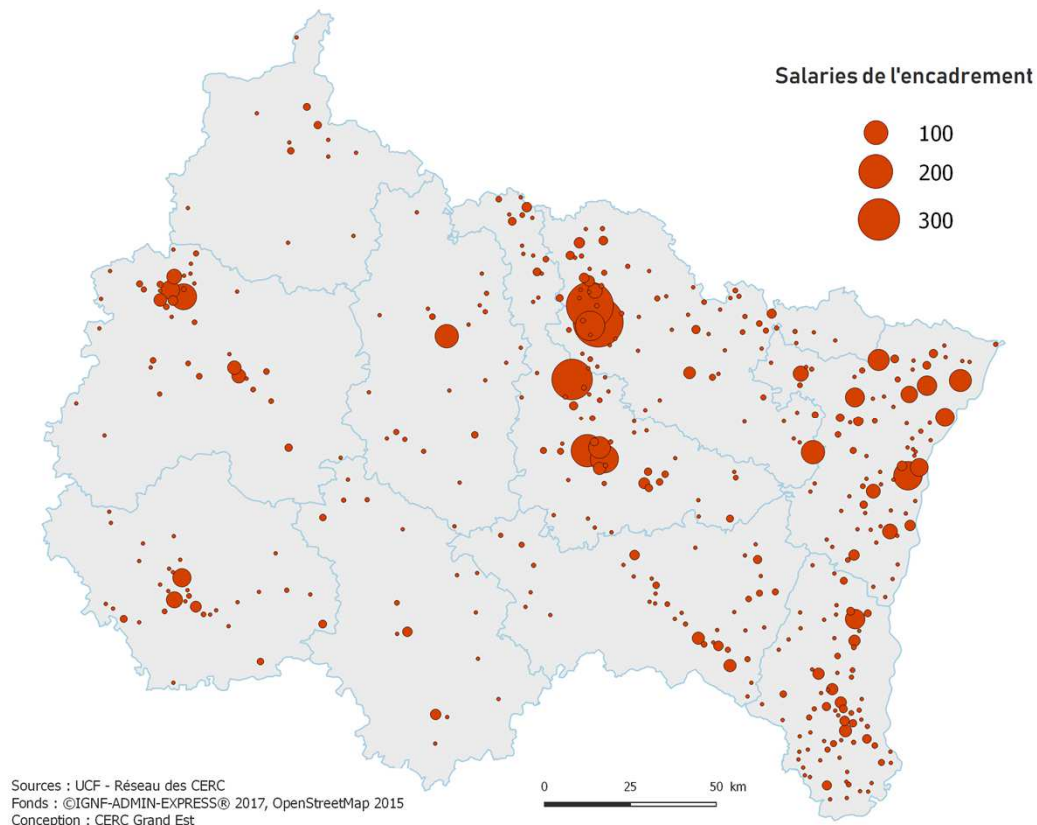 Salaries de l'encadrement
100
200
300
0 25 50 km
Sources : UCF - Réseau des CERC
Fonds : ©IGNF-ADMIN-EXPRESS® 2017, OpenStreetMap 2015
Conception : CERC Grand Est